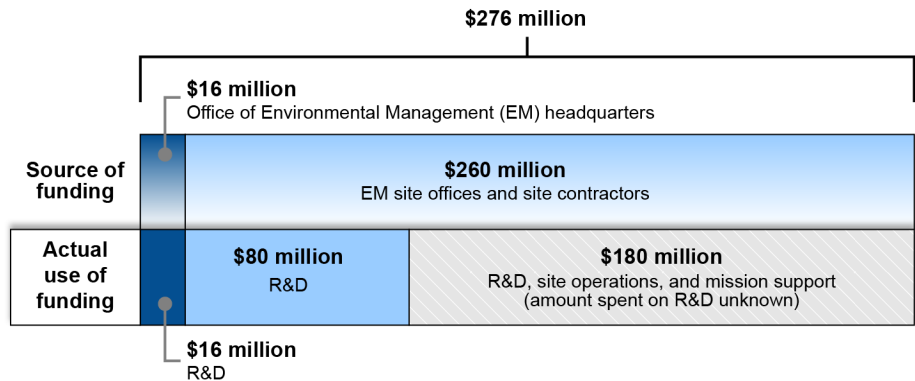 $276 million
$16 million
Office of Environmental Management (EM) headquarters
Source of
funding
$260 million
EM site offices and site contractors
Actual
use of
funding
$80 million
R&D
$180 million
R&D, site operations, and mission support
(amount spent on R&D unknown)
$16 million
R&D